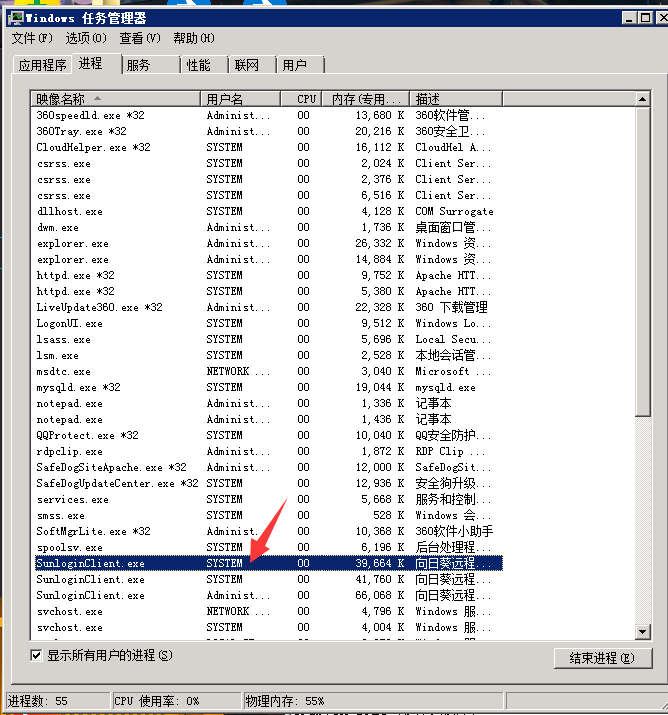 Windows 任务管理器
文件(F) 选项(O) 查看(V) 帮助(H)
应用程序 进程 服务 性能 联网 用户
映像名称 用户名 CPU 内存(专用... 描述
360speedld.exe *32 Administ... 00 13,680 K 360软件管...
360Tray.exe *32 Administ... 00 20,216 K 360安全卫...
CloudHelper.exe *32 SYSTEM 00 16,112 K CloudHel A...
csrss.exe SYSTEM 00 2,024 K Client Ser...
csrss.exe SYSTEM 00 2,376 K Client Ser...
csrss.exe SYSTEM 00 6,516 K Client Ser...
dllhost.exe SYSTEM 00 4,128 K COM Surrogate
dwm.exe Administ... 00 1,736 K 桌面窗口管...
explorer.exe Administ... 00 26,332 K Windows 资...
explorer.exe Administ... 00 14,884 K Windows 资...
httpd.exe *32 SYSTEM 00 9,752 K Apache HTT...
httpd.exe *32 SYSTEM 00 5,380 K Apache HTT...
LiveUpdate360.exe *32 Administ... 00 22,328 K 360 下载管理
LogonUI.exe SYSTEM 00 9,512 K Windows Lo...
lsass.exe SYSTEM 00 5,696 K Local Secu...
lsm.exe SYSTEM 00 2,528 K 本地会话管...
msdtc.exe NETWORK ... 00 3,040 K Microsoft ...
mysqld.exe *32 SYSTEM 00 19,044 K mysqld.exe
notepad.exe Administ... 00 1,336 K 记事本
notepad.exe Administ... 00 1,436 K 记事本
QQProtect.exe *32 SYSTEM 00 10,040 K QQ安全防护...
rdpclip.exe Administ... 00 1,872 K RDP Clip ...
SafeDogSiteApache.exe *32 Administ... 00 12,000 K SafeDogSit...
SafeDogUpdateCenter.exe *32 SYSTEM 00 12,936 K 安全狗升级...
services.exe SYSTEM 00 5,668 K 服务和控制...
smss.exe SYSTEM 00 528 K Windows 会...
SoftMgrLite.exe *32 Administ. 00 10,368 K 360软件小助手
spoolsv.exe SYSTEM 00 6,196 K 后台处理程...
SunloginClient.exe SYSTEM 00 39,664 K 向日葵远程...
SunloginClient.exe SYSTEM 00 41,760 K 向日葵远程...
SunloginClient.exe Administ... 00 66,068 K 向日葵远程...
svchost.exe NETWORK ... 00 4,796 K Windows 服...
svchost.exe SYSTEM 00 4,004 K Windows 服...
显示所有用户的进程(S) 结束进程(E)
进程数: 55 CPU 使用率: 0% 物理内存: 55%